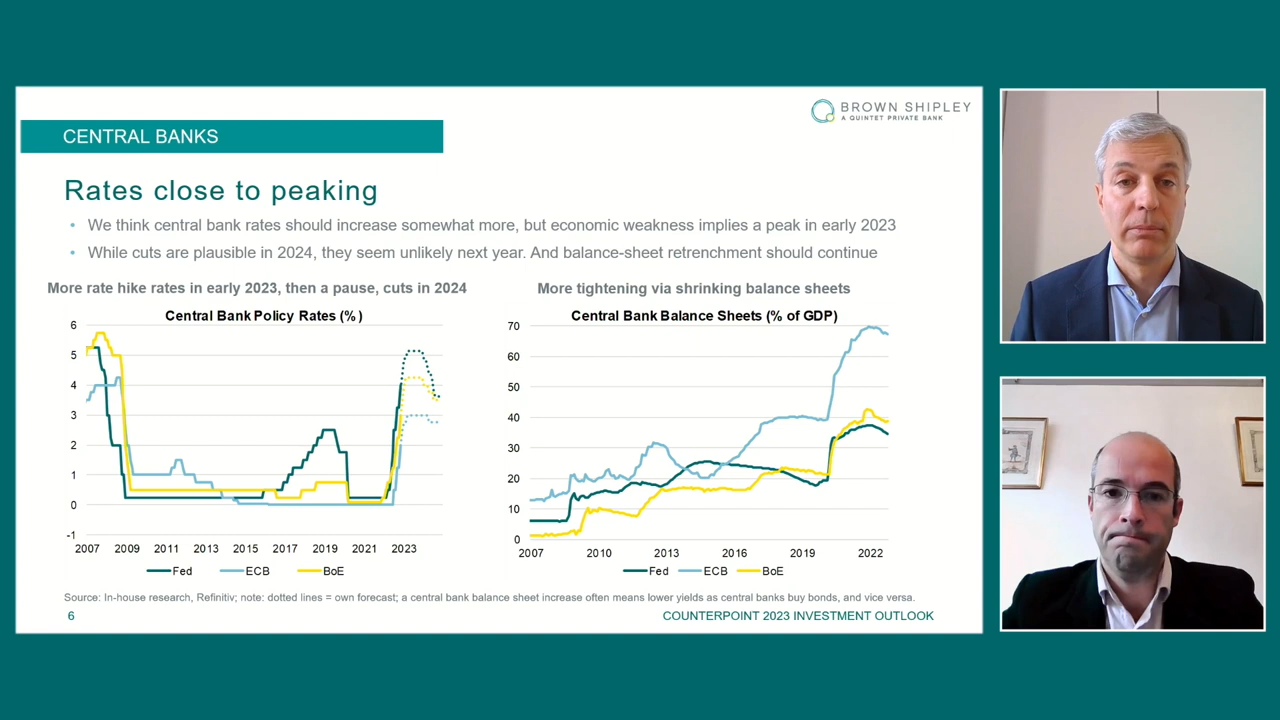 BROWN SHIPLEY
A QUINTET PRIVATE BANK
CENTRAL BANKS
Rates close to peaking
• We think central bank rates should increase somewhat more, but economic weakness implies a peak in early 2023
• While cuts are plausible in 2024, they seem unlikely next year. And balance-sheet retrenchment should continue
More rate hike rates in early 2023, then a pause, cuts in 2024
Central Bank Policy Rates (%)
6
5
4
3
2
1
0
-1
2007 2009 2011 2013 2015 2017 2019 2021 2023
Fed ECB BoE
More tightening via shrinking balance sheets
Central Bank Balance Sheets (% of GDP)
70
60
50
40
30
20
10
0
2007 2010 2013 2016 2019 2022
Fed ECB BoE
Source: In-house research, Refinitiv; note: dotted lines = own forecast; a central bank balance sheet increase often means lower yields as central banks buy bonds, and vice versa.
6
COUNTERPOINT 2023 INVESTMENT OUTLOOK